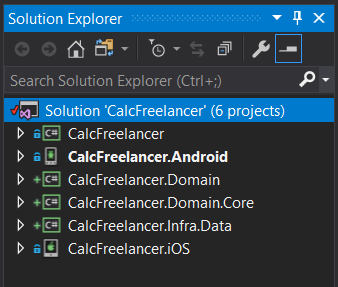 Solution Explorer
Search Solution Explorer (Ctrl+;)
Solution 'CalcFreelancer' (6 projects)
C# CalcFreelancer
CalcFreelancer.Android
C# CalcFreelancer.Domain
C# CalcFreelancer.Domain.Core
C# CalcFreelancer.Infra.Data
CalcFreelancer.iOS